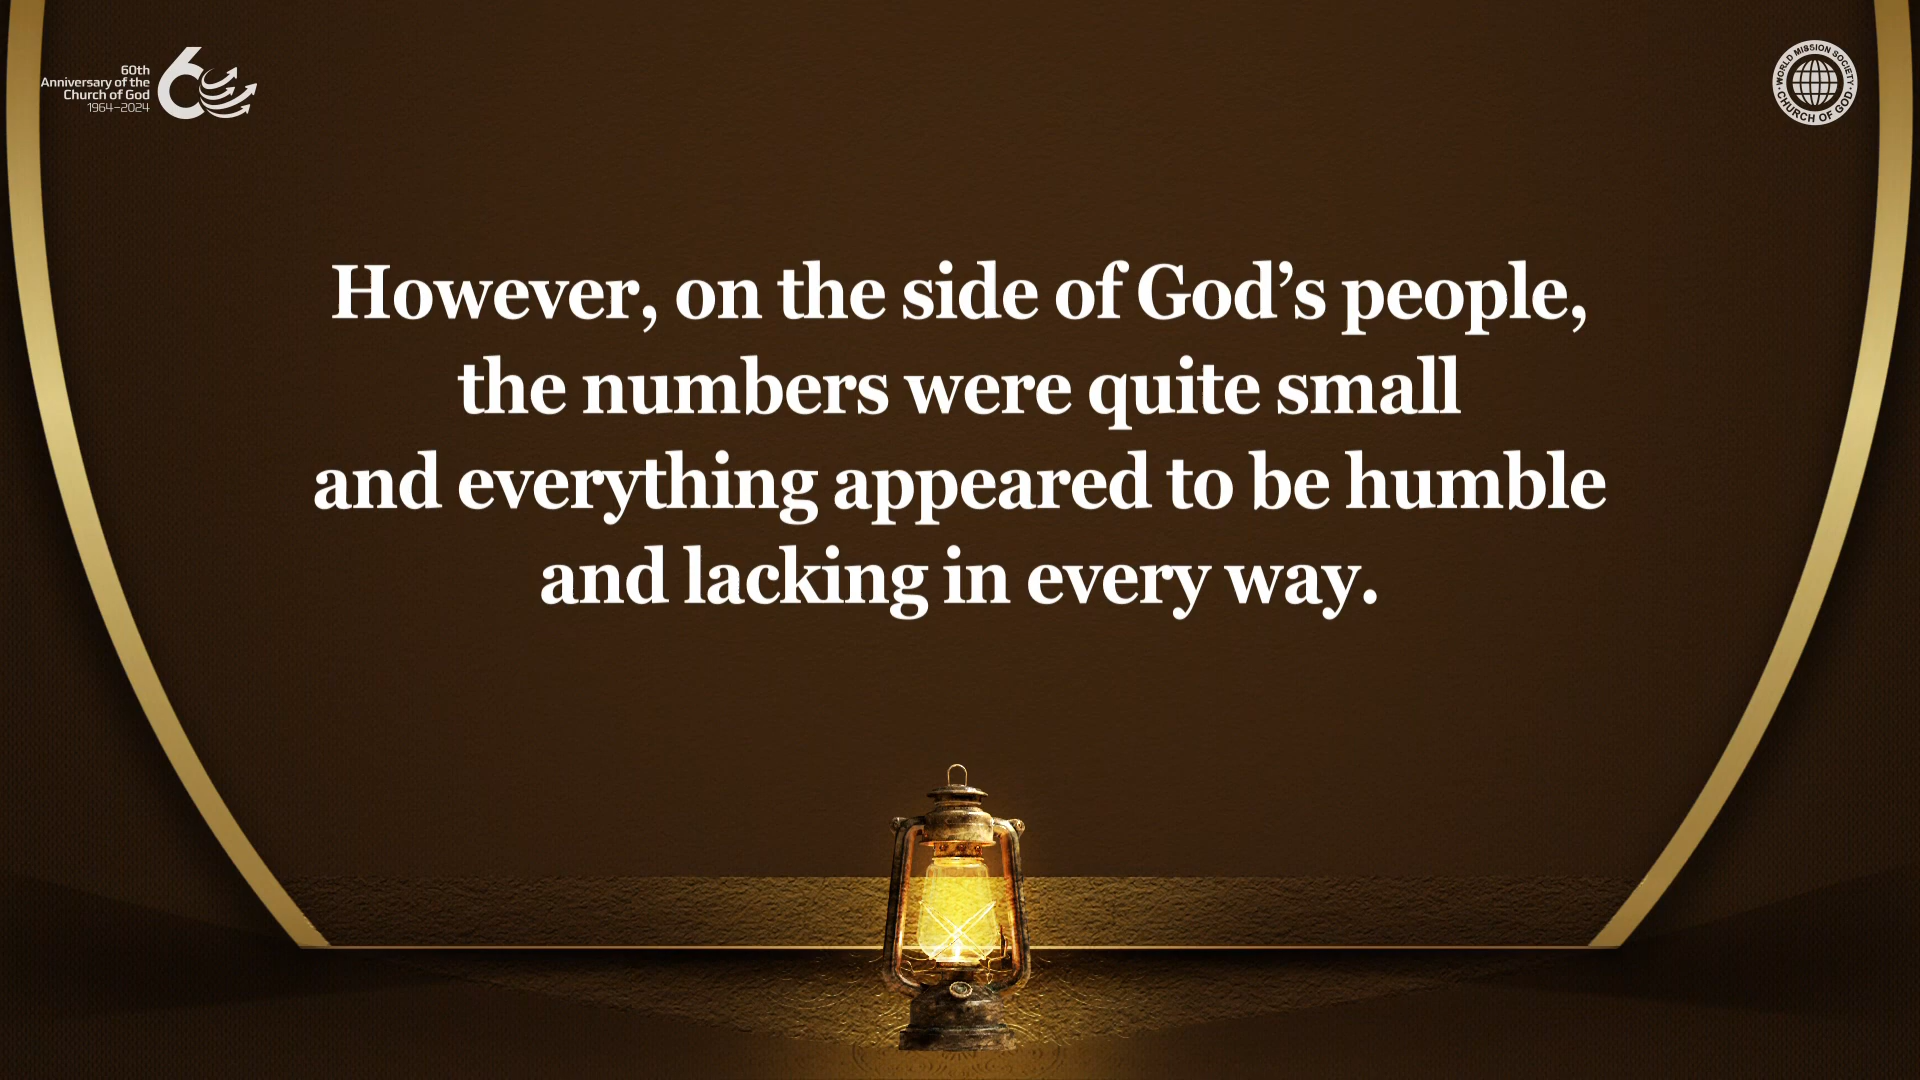 60th
Anniversary of the
Church of God
1964–2024
60
WORLD MISSION SOCIETY
CHURCH OF GOD
However, on the side of God’s people,
the numbers were quite small
and everything appeared to be humble
and lacking in every way.